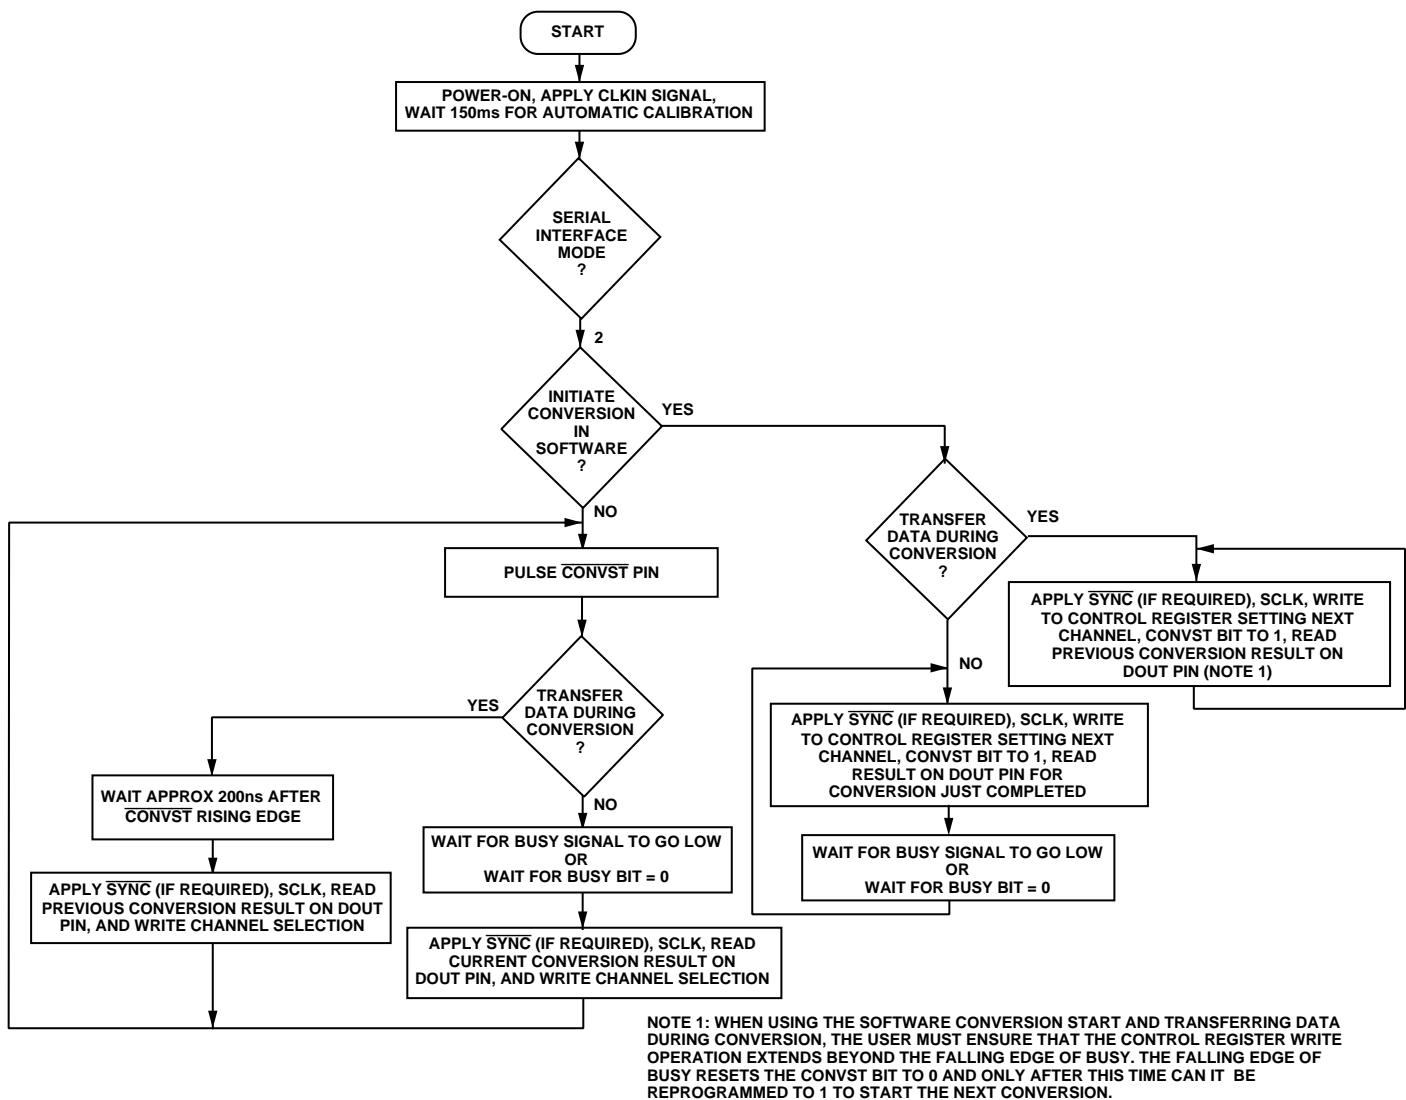 START
POWER-ON, APPLY CLKIN SIGNAL,
WAIT 150ms FOR AUTOMATIC CALIBRATION
SERIAL
INTERFACE
MODE
?
2
INITIATE
CONVERSION
IN
SOFTWARE
?
YES
NO
TRANSFER
DATA DURING
CONVERSION
?
YES
APPLY SYNC (IF REQUIRED), SCLK, WRITE
TO CONTROL REGISTER SETTING NEXT
CHANNEL, CONVST BIT TO 1, READ
PREVIOUS CONVERSION RESULT ON
DOUT PIN (NOTE 1)
NO
APPLY SYNC (IF REQUIRED), SCLK, WRITE
TO CONTROL REGISTER SETTING NEXT
CHANNEL, CONVST BIT TO 1, READ
RESULT ON DOUT PIN FOR
CONVERSION JUST COMPLETED
WAIT FOR BUSY SIGNAL TO GO LOW
OR
WAIT FOR BUSY BIT = 0
PULSE CONVST PIN
TRANSFER
DATA DURING
CONVERSION
?
YES
WAIT APPROX 200ns AFTER
CONVST RISING EDGE
APPLY SYNC (IF REQUIRED), SCLK, READ
PREVIOUS CONVERSION RESULT ON DOUT
PIN, AND WRITE CHANNEL SELECTION
NO
WAIT FOR BUSY SIGNAL TO GO LOW
OR
WAIT FOR BUSY BIT = 0
APPLY SYNC (IF REQUIRED), SCLK, READ
CURRENT CONVERSION RESULT ON
DOUT PIN, AND WRITE CHANNEL SELECTION
NOTE 1: WHEN USING THE SOFTWARE CONVERSION START AND TRANSFERRING DATA
DURING CONVERSION, THE USER MUST ENSURE THAT THE CONTROL REGISTER WRITE
OPERATION EXTENDS BEYOND THE FALLING EDGE OF BUSY. THE FALLING EDGE OF
BUSY RESETS THE CONVST BIT TO 0 AND ONLY AFTER THIS TIME CAN IT BE
REPROGRAMMED TO 1 TO START THE NEXT CONVERSION.